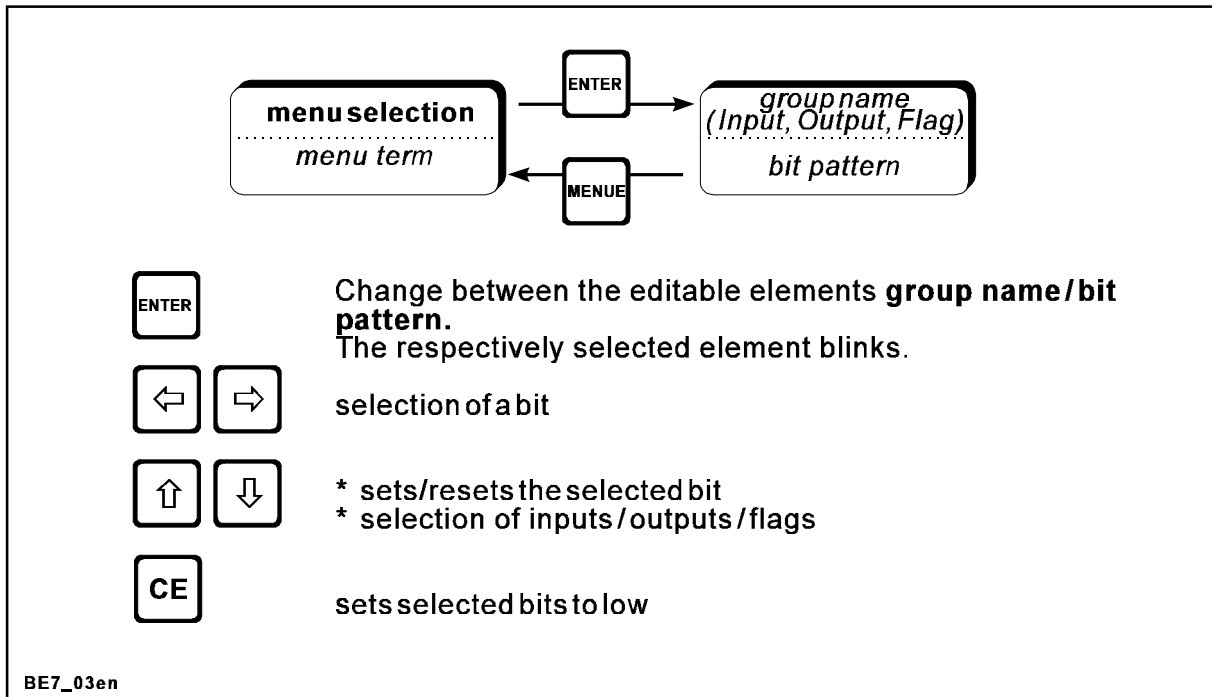 ENTER
menu selection
menu term
group name
(Input, Output, Flag)
bit pattern
MENUE
ENTER
Change between the editable elements group name/bit
pattern.
The respectively selected element blinks.
selection of a bit
* sets/resets the selected bit
* selection of inputs/outputs/flags
CE
sets selected bits to low
BE7_03en